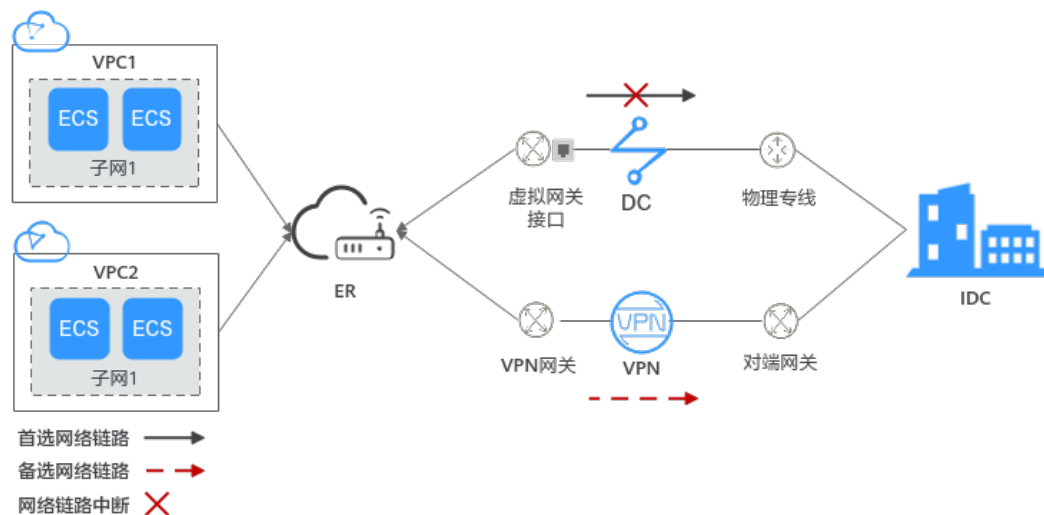 VPC1
ECS ECS
子网1
VPC2
ECS ECS
子网1
ER
虚拟网关
接口
DC
物理专线
VPN网关
VPN
VPN
对端网关
IDC
首选网络链路
备选网络链路
网络链路中断